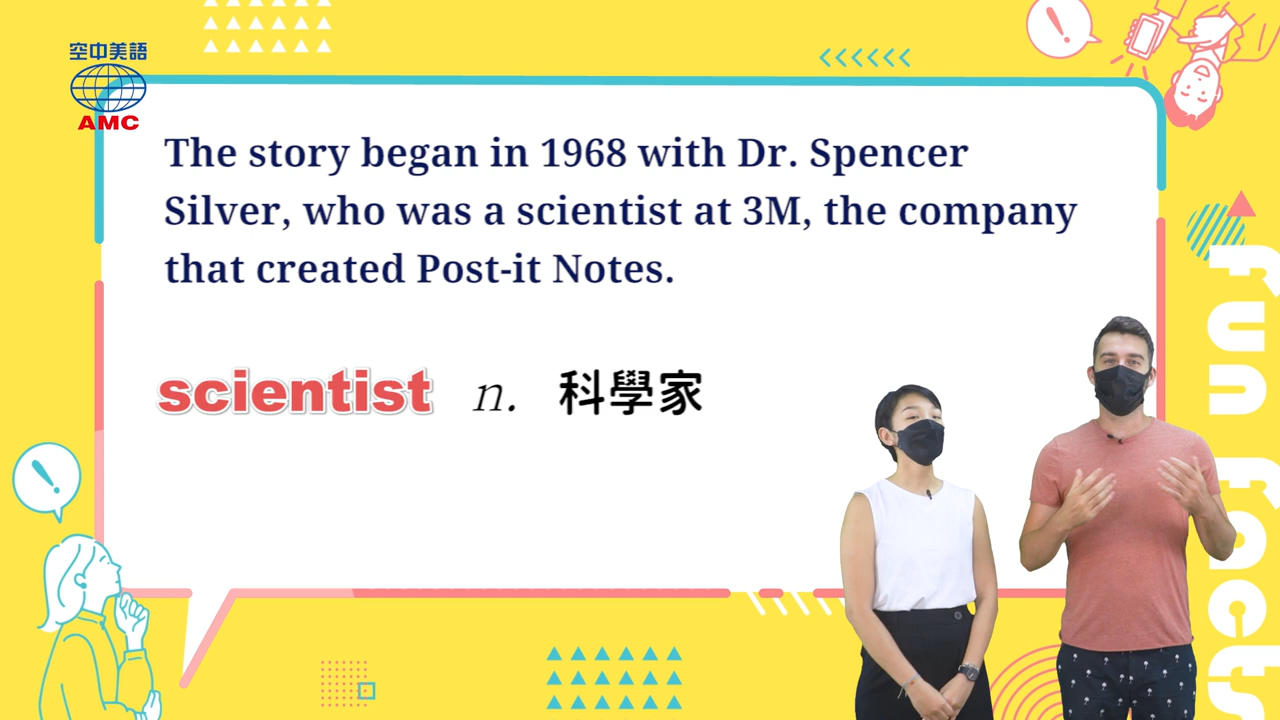 空中美語
AMC
The story began in 1968 with Dr. Spencer
Silver, who was a scientist at 3M, the company
that created Post-it Notes.
scientist n. 科學家
fun facts